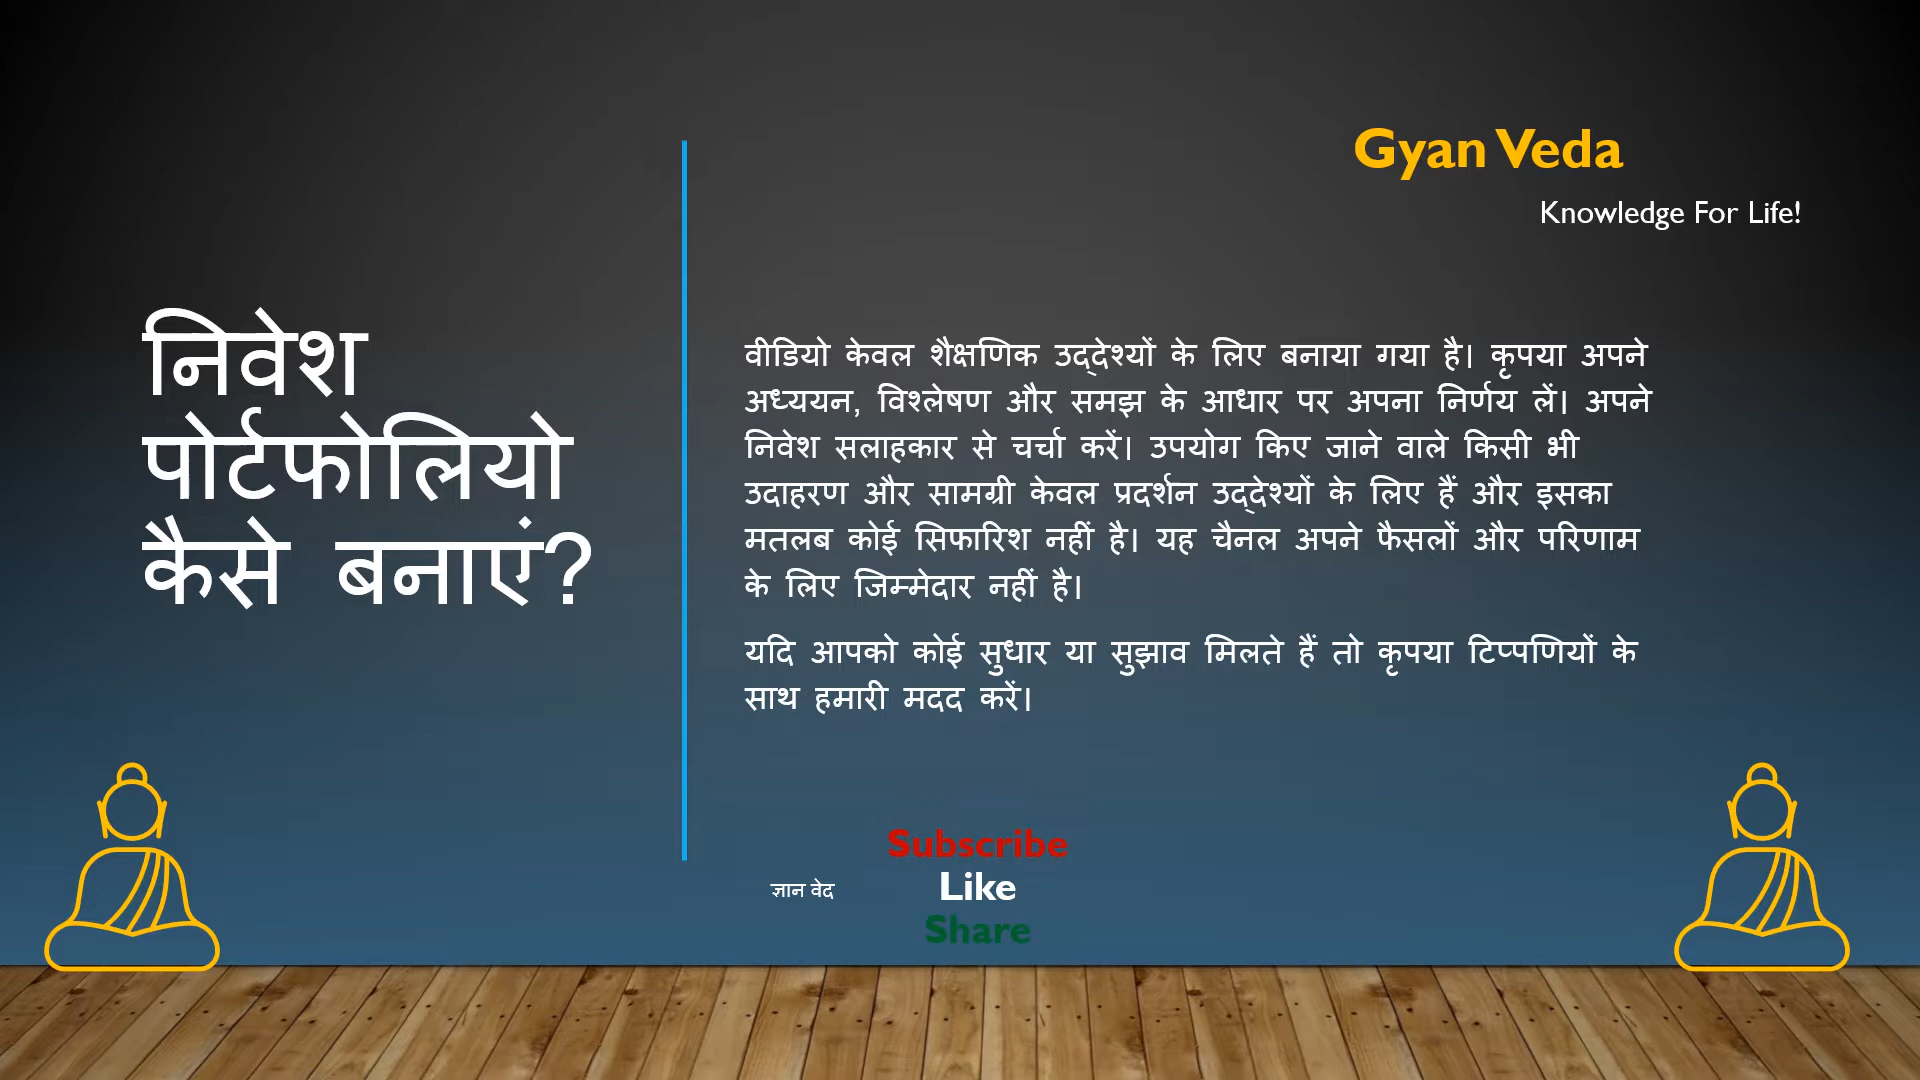 Gyan Veda
Knowledge For Life!
निवेश
पोर्टफोलियो
कैसे बनाएं?
वीडियो केवल शैक्षणिक उद्देश्यों के लिए बनाया गया है। कृपया अपने
अध्ययन, विश्लेषण और समझ के आधार पर अपना निर्णय लें। अपने
निवेश सलाहकार से चर्चा करें। उपयोग किए जाने वाले किसी भी
उदाहरण और सामग्री केवल प्रदर्शन उद्देश्यों के लिए हैं और इसका
मतलब कोई सिफारिश नहीं है। यह चैनल अपने फैसलों और परिणाम
के लिए जिम्मेदार नहीं है।
यदि आपको कोई सुधार या सुझाव मिलते हैं तो कृपया टिप्पणियों के
साथ हमारी मदद करें।
Subscribe
Like
Share
ज्ञान वेद